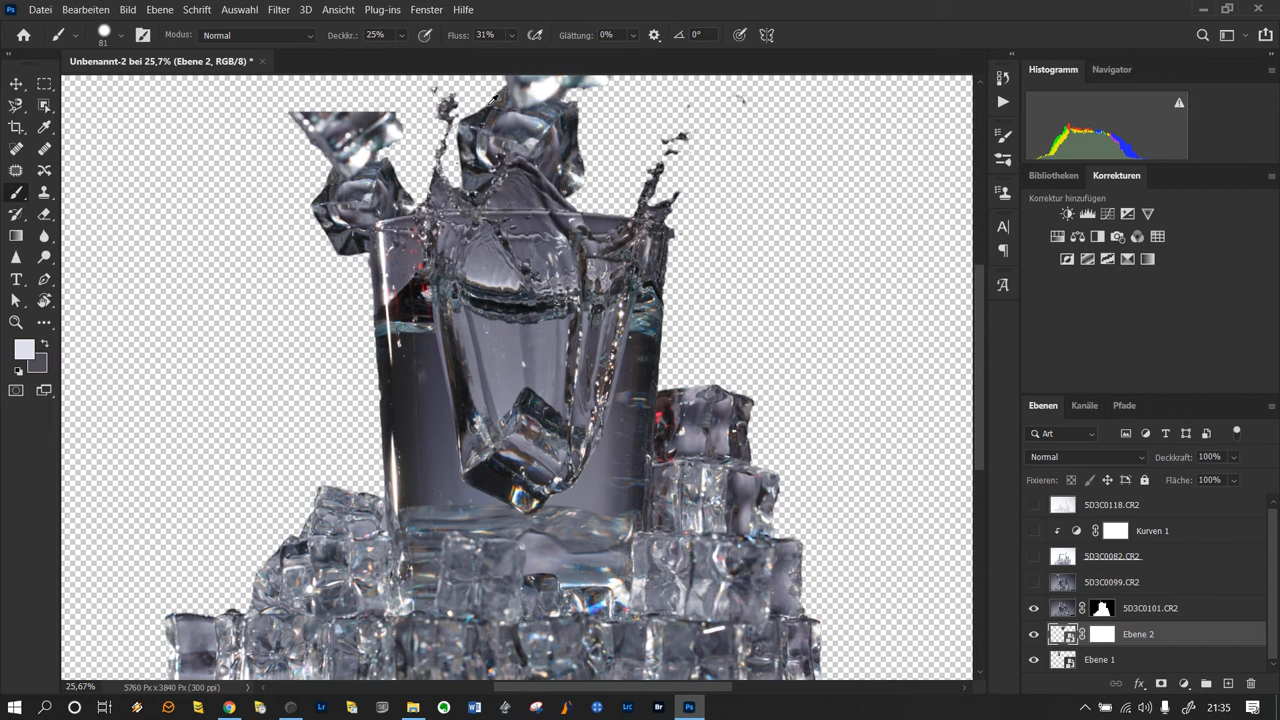 Datei Bearbeiten Bild Ebene Schrift Auswahl Filter 3D Ansicht Plug-ins Fenster Hilfe
81 Modus: Normal Deckkr.: 25% Fluss: 31% Glättung: 0% 0°
Unbenannt-2 bei 25,7% (Ebene 2, RGB/8) *
Histogramm Navigator
Bibliotheken Korrekturen
Korrektur hinzufügen
Ebenen Kanäle Pfade
Art
Normal Deckkraft: 100%
Fixieren: Fläche: 100%
5D3C0118.CR2
Kurven 1
5D3C0082.CR2
5D3C0099.CR2
5D3C0101.CR2
Ebene 2
Ebene 1
25,67% 5760 Px x 3840 Px (300 ppi)
21:35